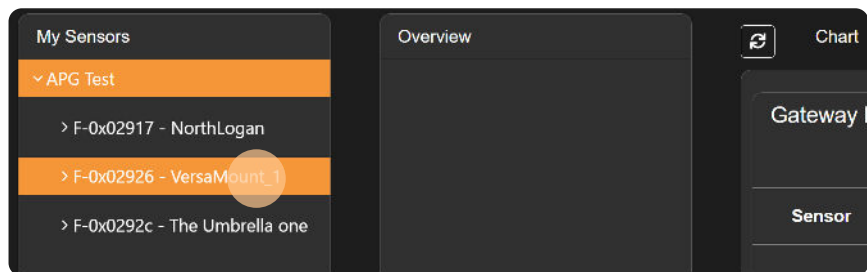 My Sensors
APG Test
F-0x02917 - NorthLogan
F-0x02926 - VersaMount_1
F-0x0292c - The Umbrella one
Overview
Chart
Gateway
Sensor